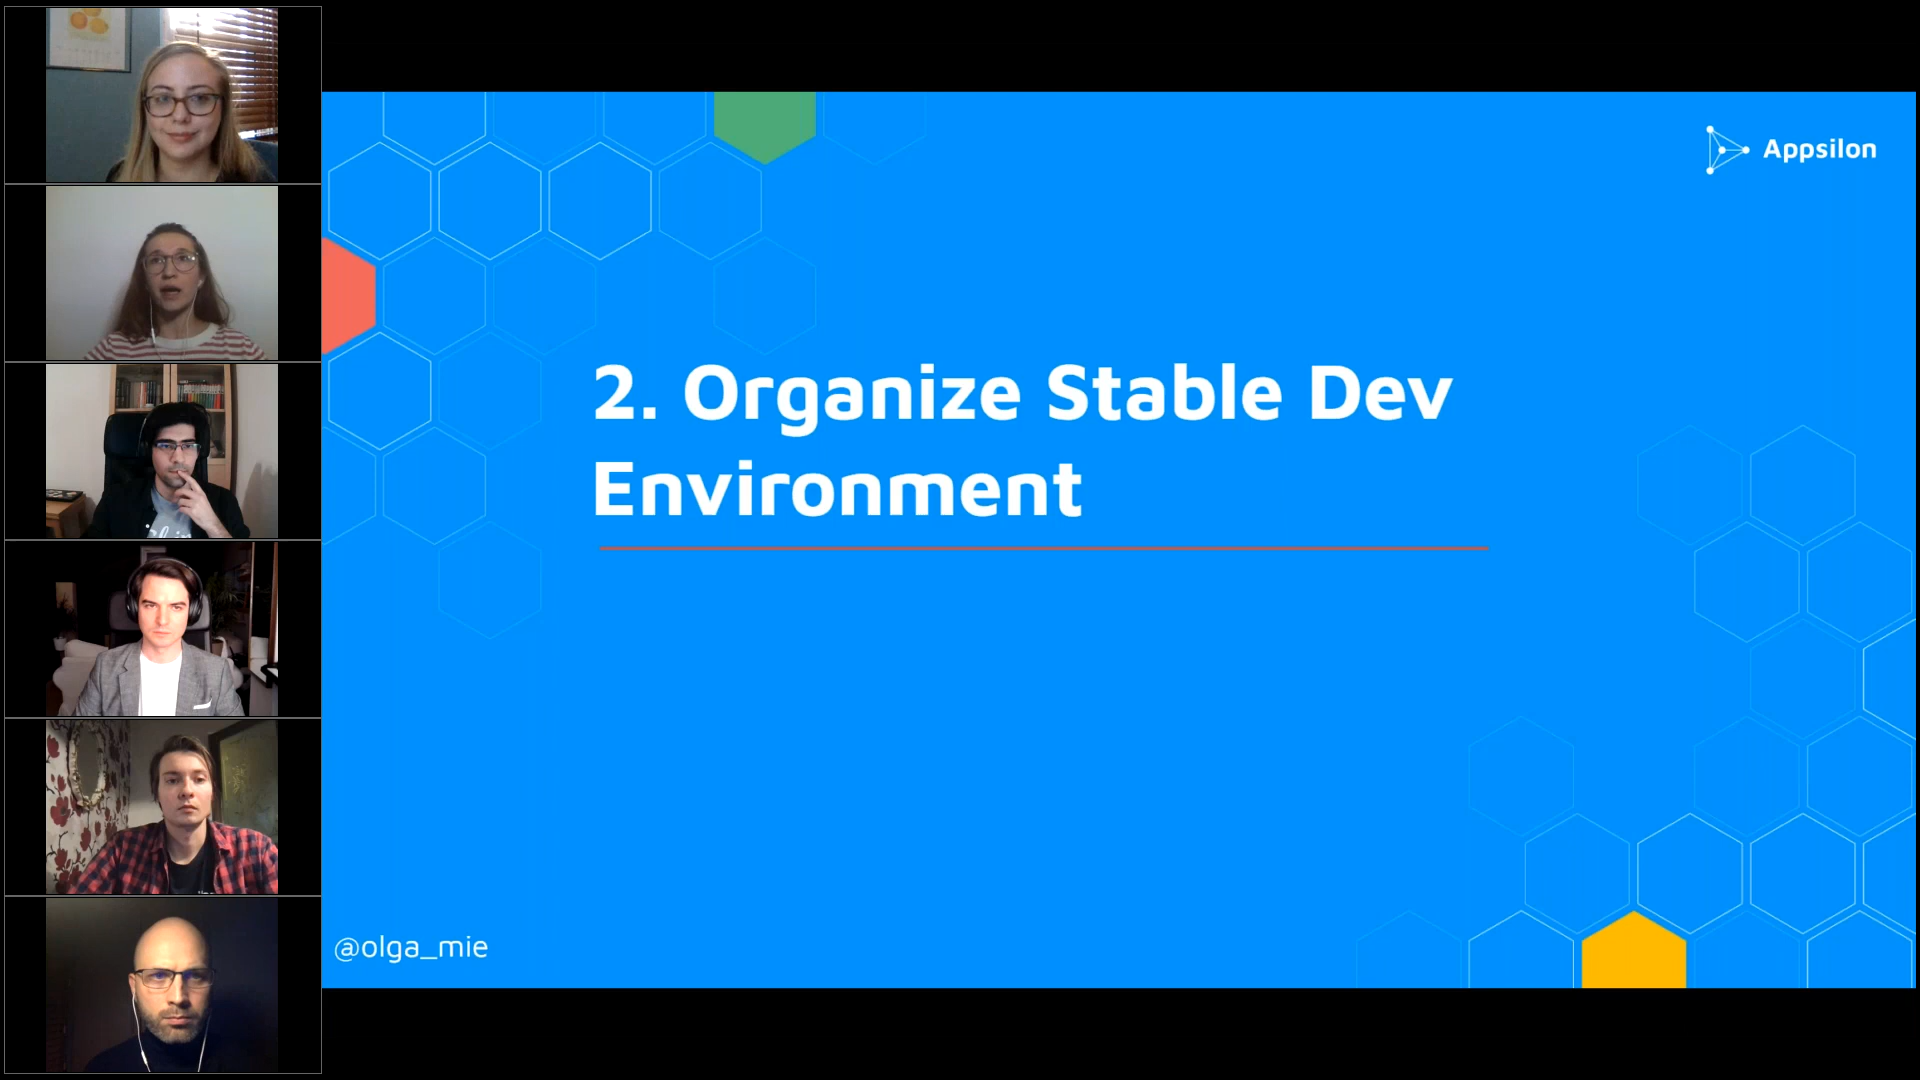 Appsilon
2. Organize Stable Dev
Environment
@olga_mie